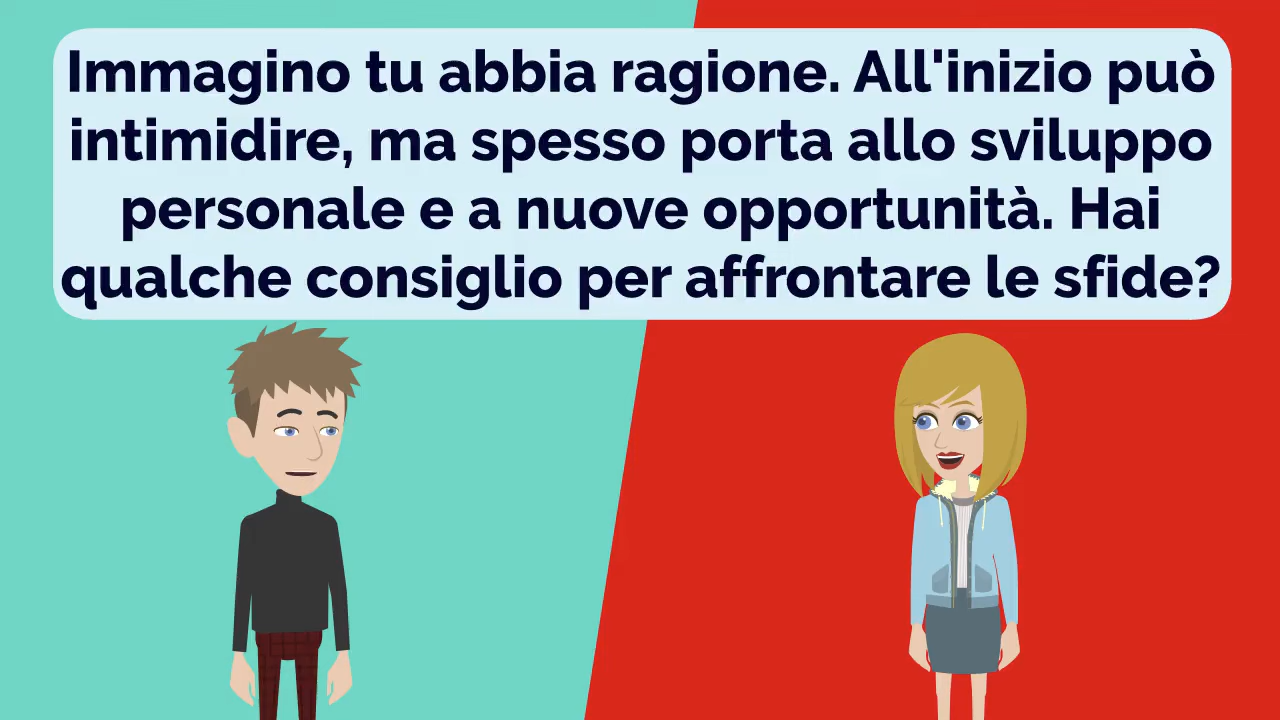 Immagino tu abbia ragione. All'inizio può
intimidire, ma spesso porta allo sviluppo
personale e a nuove opportunità. Hai
qualche consiglio per affrontare le sfide?